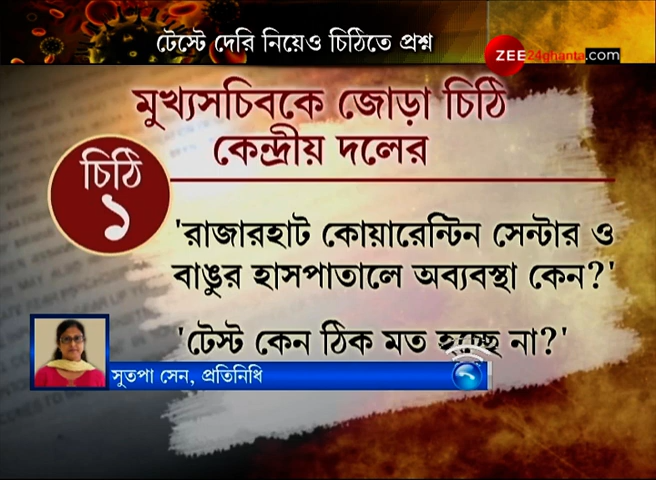 টেস্টে দেরি নিয়েও চিঠিতে প্রশ্ন
ZEE24ghanta.com
মুখ্যসচিবকে জোড়া চিঠি
কেন্দ্রীয় দলের
চিঠি
১
'রাজারহাট কোয়ারেন্টিন সেন্টার ও
বাঙুর হাসপাতালে অব্যবস্থা কেন?'
'টেস্ট কেন ঠিক মত হচ্ছে না?'
সুতপা সেন, প্রতিনিধি